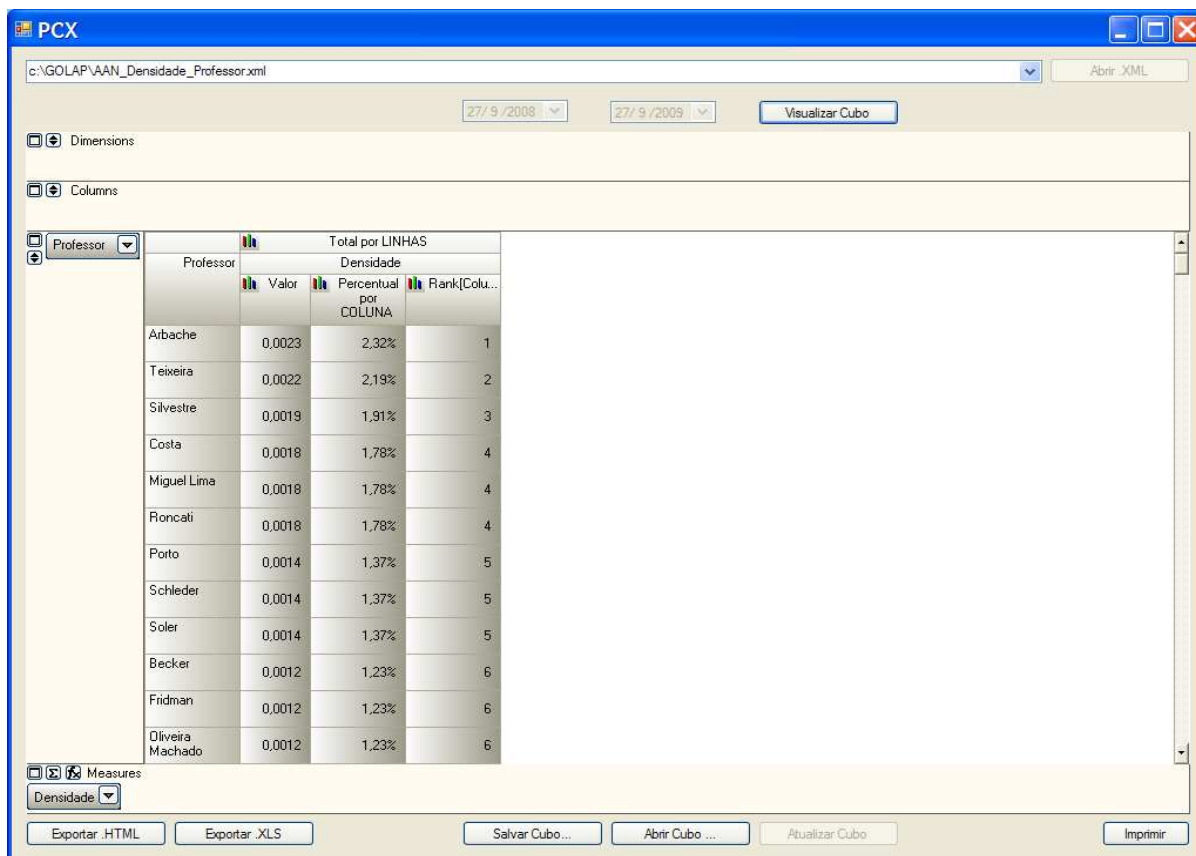 PCX
c:\GOLAP\AAN_Densidade_Professor.xml
Abrir .XML
27/ 9 /2008
27/ 9 /2009
Visualizar Cubo
Dimensions
Columns
Professor
Total por LINHAS
Professor
Densidade
Valor
Percentual
por
COLUNA
Rank[Colu...
Arbache 0,0023 2,32% 1
Teixeira 0,0022 2,19% 2
Silvestre 0,0019 1,91% 3
Costa 0,0018 1,78% 4
Miguel Lima 0,0018 1,78% 4
Roncati 0,0018 1,78% 4
Porto 0,0014 1,37% 5
Schleder 0,0014 1,37% 5
Soler 0,0014 1,37% 5
Becker 0,0012 1,23% 6
Fridman 0,0012 1,23% 6
Oliveira
Machado 0,0012 1,23% 6
Measures
Densidade
Exportar .HTML
Exportar .XLS
Salvar Cubo...
Abrir Cubo ...
Atualizar Cubo
Imprimir